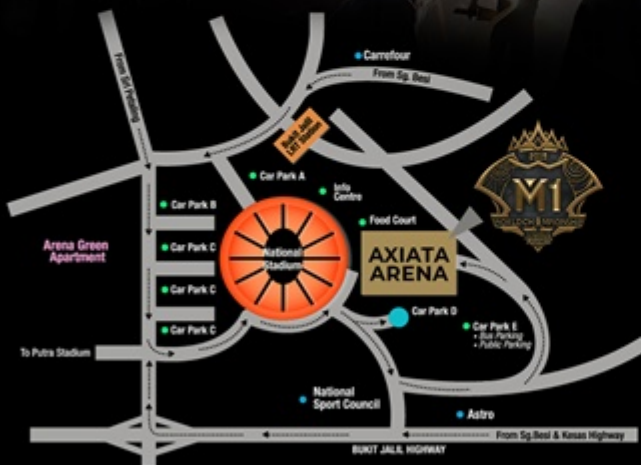 Carrefour
From Sg. Besi
From Sri Petaling
Bukit Jalil
LRT Station
Car Park A
Info
Centre
Car Park B
Food Court
M1
Arena Green
Apartment
Car Park C
National
Stadium
AXIATA
ARENA
Car Park C
Car Park D
Car Park C
Car Park E
• Bus Parking
• Public Parking
To Putra Stadium
National
Sport Council
Astro
From Sg.Besi & Kesas Highway
BUKIT JALIL HIGHWAY